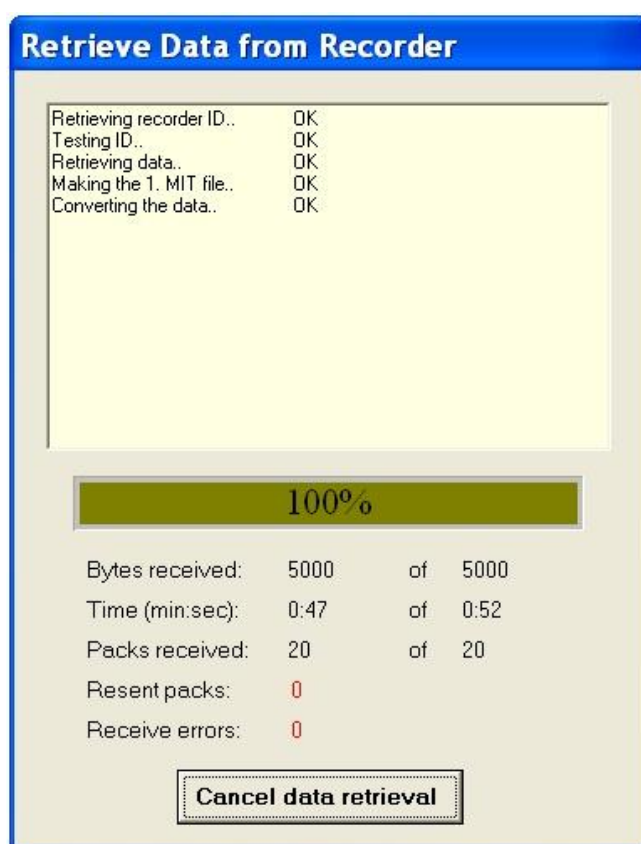 Retrieve Data from Recorder
Retrieving recorder ID.. OK
Testing ID.. OK
Retrieving data.. OK
Making the 1. MIT file.. OK
Converting the data.. OK
100%
Bytes received: 5000 of 5000
Time (min:sec): 0:47 of 0:52
Packs received: 20 of 20
Resent packs: 0
Receive errors: 0
Cancel data retrieval